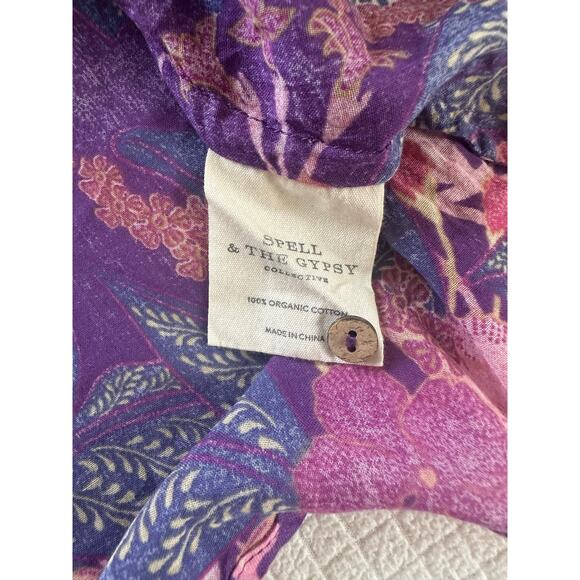 SPELL
& THE GYPSY
COLLECTIVE
100% ORGANIC COTTON
MADE IN CHINA